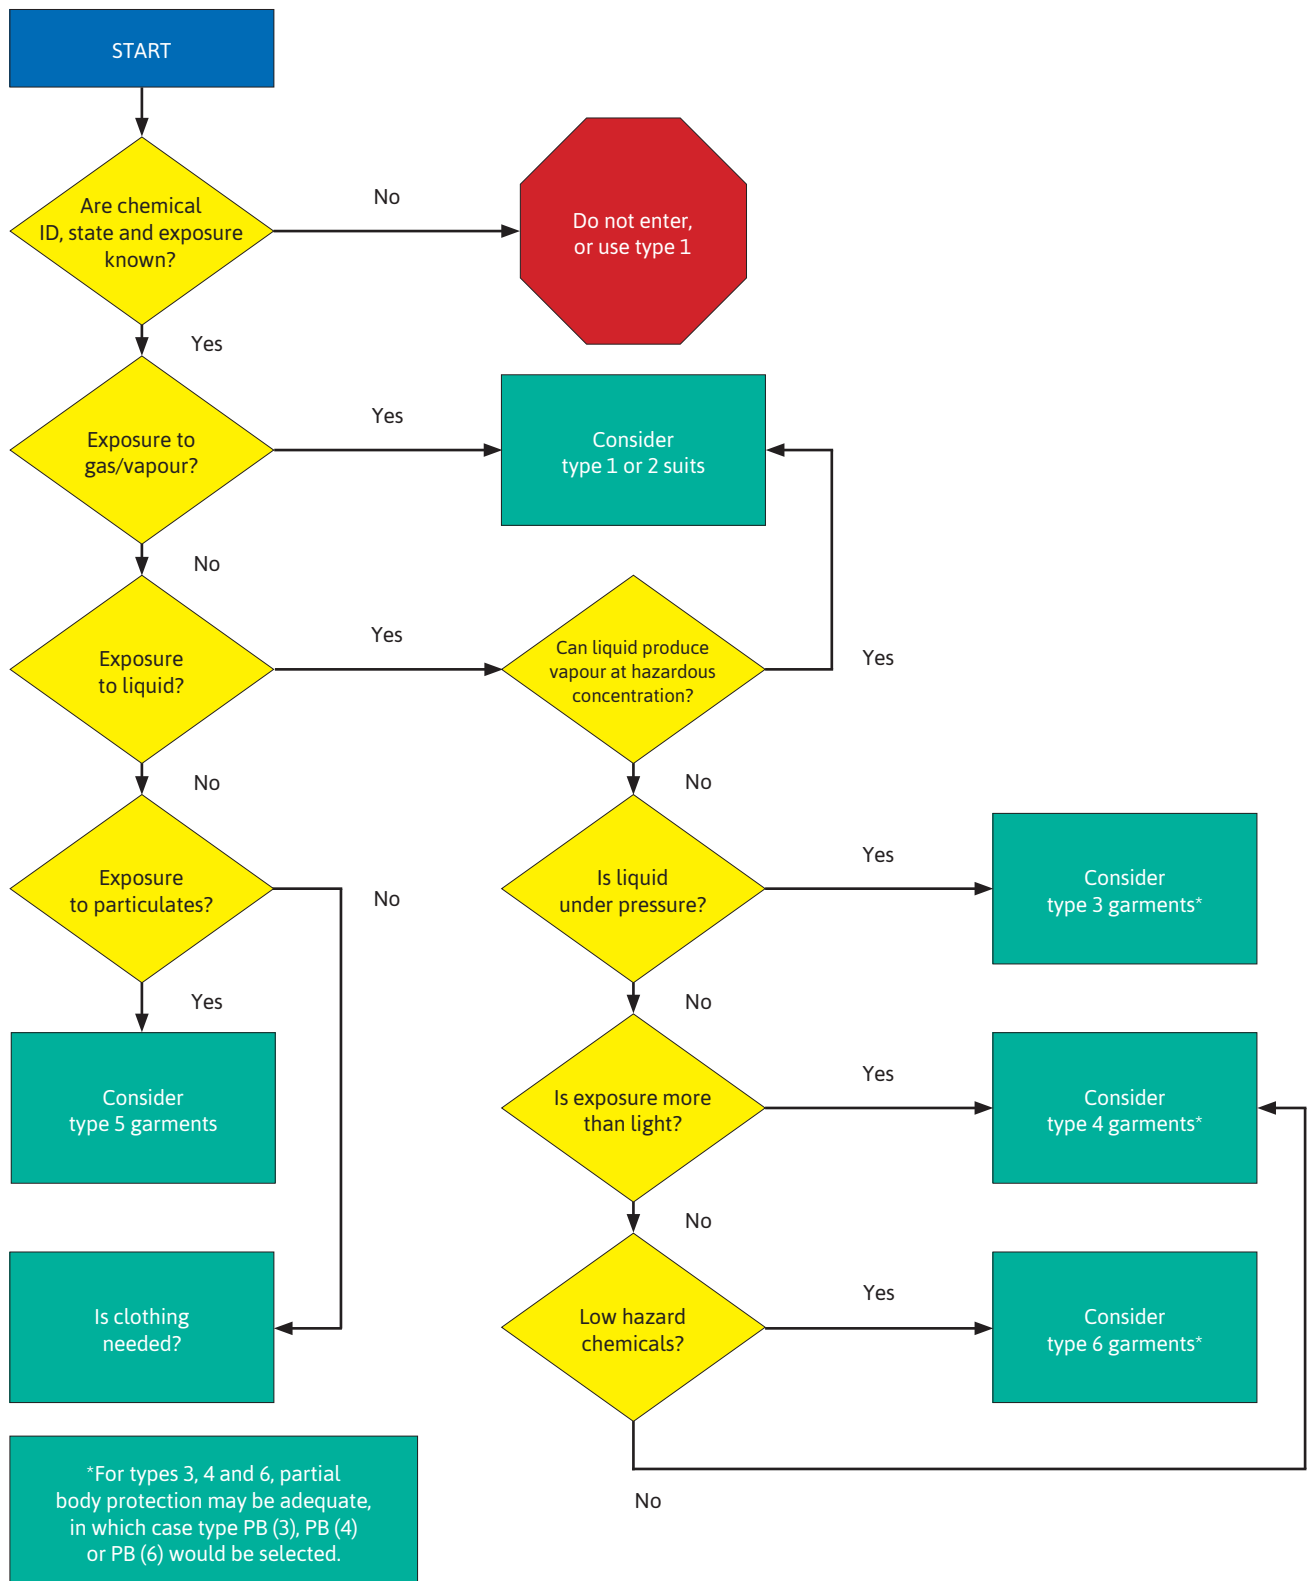 START
Are chemical
ID, state and exposure
known?
No
Do not enter,
or use type 1
Yes
Exposure to
gas/vapour?
Yes
Consider
type 1 or 2 suits
No
Exposure
to liquid?
Yes
Can liquid produce
vapour at hazardous
concentration?
Yes
No
No
Exposure
to particulates?
No
Is liquid
under pressure?
Yes
Consider
type 3 garments*
Yes
No
Consider
type 5 garments
Is exposure more
than light?
Yes
Consider
type 4 garments*
No
Is clothing
needed?
Low hazard
chemicals?
Yes
Consider
type 6 garments*
No
*For types 3, 4 and 6, partial
body protection may be adequate,
in which case type PB (3), PB (4)
or PB (6) would be selected.